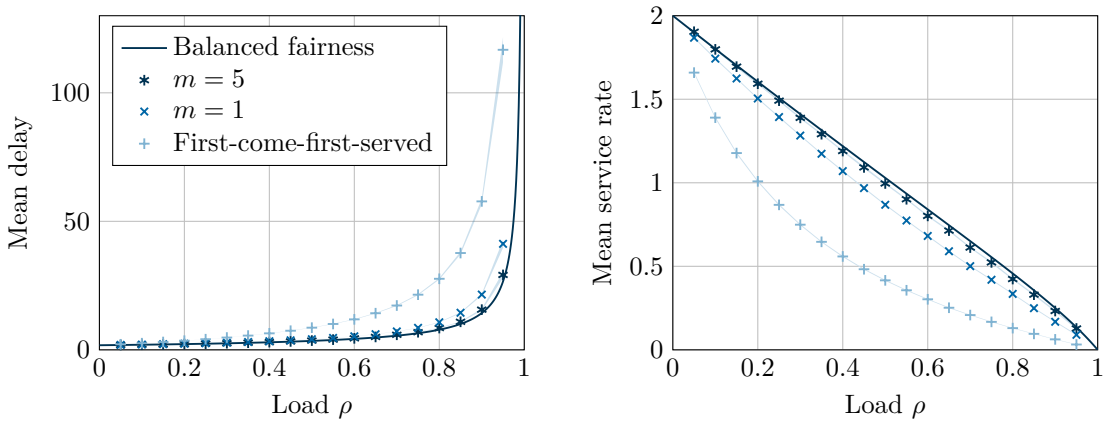 Mean delay
100
50
0
Balanced fairness
m = 5
m = 1
First-come-first-served
0 0.2 0.4 0.6 0.8 1
Load ρ
Mean service rate
2
1.5
1
0.5
0
0 0.2 0.4 0.6 0.8 1
Load ρ